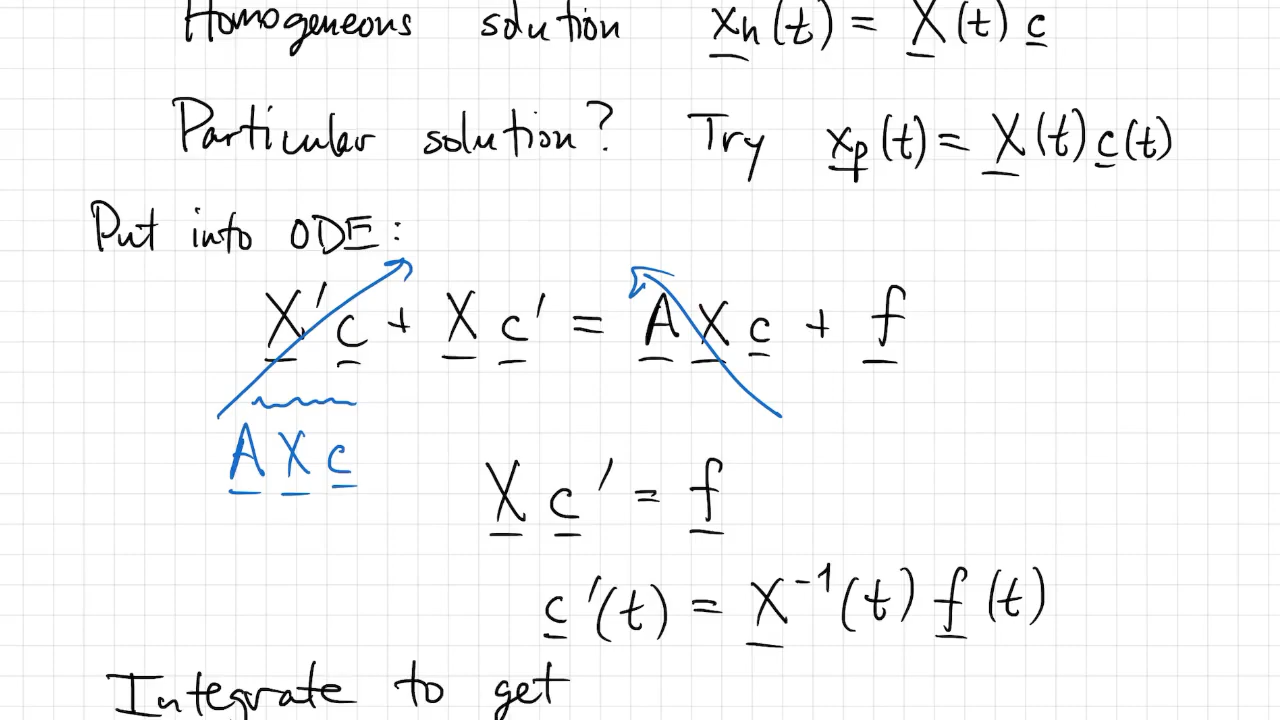 Homogeneous solution x_h(t) = X(t) c
Particular solution? Try x_p(t) = X(t) c(t)
Put into ODE:
X' c + X c' = A X c + f
A X c
X c' = f
c'(t) = X⁻¹(t) f(t)
Integrate to get